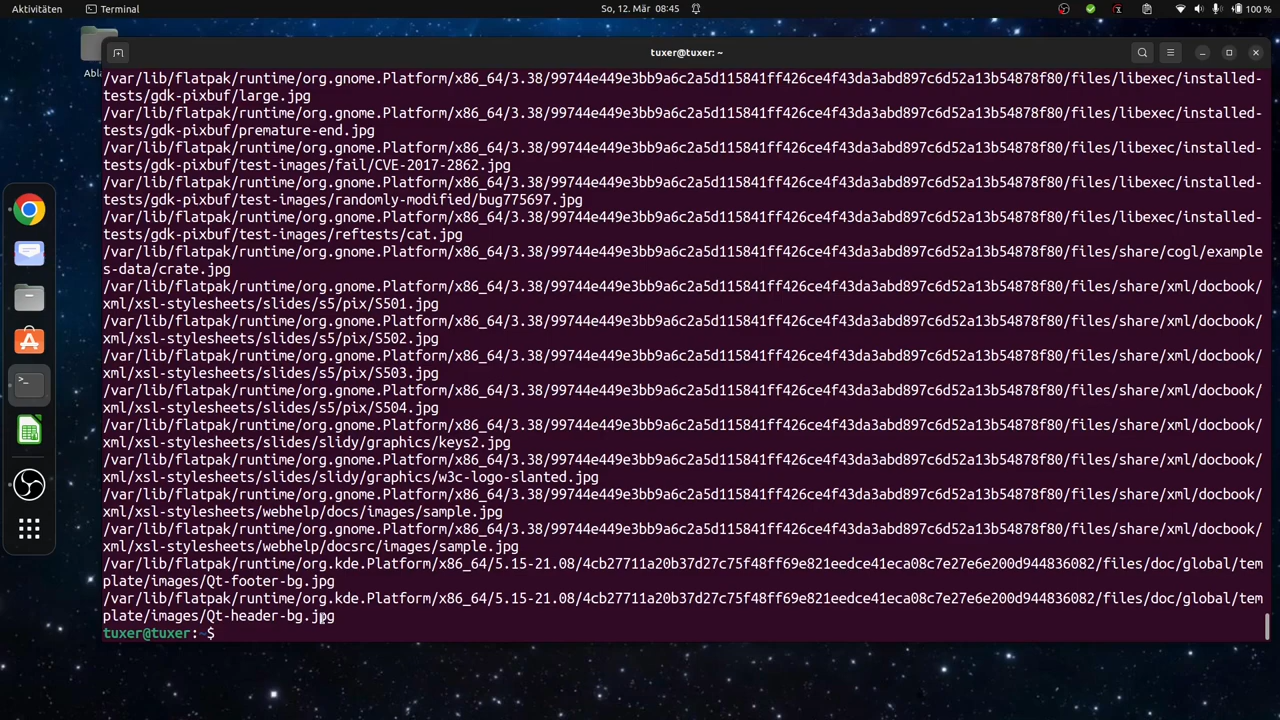 Aktivitäten
Terminal
So, 12. Mär 08:45
100 %
Abla
tuxer@tuxer: ~
/var/lib/flatpak/runtime/org.gnome.Platform/x86_64/3.38/99744e449e3bb9a6c2a5d115841ff426ce4f43da3abd897c6d52a13b54878f80/files/libexec/installed-
tests/gdk-pixbuf/large.jpg
/var/lib/flatpak/runtime/org.gnome.Platform/x86_64/3.38/99744e449e3bb9a6c2a5d115841ff426ce4f43da3abd897c6d52a13b54878f80/files/libexec/installed-
tests/gdk-pixbuf/premature-end.jpg
/var/lib/flatpak/runtime/org.gnome.Platform/x86_64/3.38/99744e449e3bb9a6c2a5d115841ff426ce4f43da3abd897c6d52a13b54878f80/files/libexec/installed-
tests/gdk-pixbuf/test-images/fail/CVE-2017-2862.jpg
/var/lib/flatpak/runtime/org.gnome.Platform/x86_64/3.38/99744e449e3bb9a6c2a5d115841ff426ce4f43da3abd897c6d52a13b54878f80/files/libexec/installed-
tests/gdk-pixbuf/test-images/randomly-modified/bug775697.jpg
/var/lib/flatpak/runtime/org.gnome.Platform/x86_64/3.38/99744e449e3bb9a6c2a5d115841ff426ce4f43da3abd897c6d52a13b54878f80/files/libexec/installed-
tests/gdk-pixbuf/test-images/reftests/cat.jpg
/var/lib/flatpak/runtime/org.gnome.Platform/x86_64/3.38/99744e449e3bb9a6c2a5d115841ff426ce4f43da3abd897c6d52a13b54878f80/files/share/cogl/example
s-data/crate.jpg
/var/lib/flatpak/runtime/org.gnome.Platform/x86_64/3.38/99744e449e3bb9a6c2a5d115841ff426ce4f43da3abd897c6d52a13b54878f80/files/share/xml/docbook/
xml/xsl-stylesheets/slides/s5/pix/S501.jpg
/var/lib/flatpak/runtime/org.gnome.Platform/x86_64/3.38/99744e449e3bb9a6c2a5d115841ff426ce4f43da3abd897c6d52a13b54878f80/files/share/xml/docbook/
xml/xsl-stylesheets/slides/s5/pix/S502.jpg
/var/lib/flatpak/runtime/org.gnome.Platform/x86_64/3.38/99744e449e3bb9a6c2a5d115841ff426ce4f43da3abd897c6d52a13b54878f80/files/share/xml/docbook/
xml/xsl-stylesheets/slides/s5/pix/S503.jpg
/var/lib/flatpak/runtime/org.gnome.Platform/x86_64/3.38/99744e449e3bb9a6c2a5d115841ff426ce4f43da3abd897c6d52a13b54878f80/files/share/xml/docbook/
xml/xsl-stylesheets/slides/s5/pix/S504.jpg
/var/lib/flatpak/runtime/org.gnome.Platform/x86_64/3.38/99744e449e3bb9a6c2a5d115841ff426ce4f43da3abd897c6d52a13b54878f80/files/share/xml/docbook/
xml/xsl-stylesheets/slides/slidy/graphics/keys2.jpg
/var/lib/flatpak/runtime/org.gnome.Platform/x86_64/3.38/99744e449e3bb9a6c2a5d115841ff426ce4f43da3abd897c6d52a13b54878f80/files/share/xml/docbook/
xml/xsl-stylesheets/slides/slidy/graphics/w3c-logo-slanted.jpg
/var/lib/flatpak/runtime/org.gnome.Platform/x86_64/3.38/99744e449e3bb9a6c2a5d115841ff426ce4f43da3abd897c6d52a13b54878f80/files/share/xml/docbook/
xml/xsl-stylesheets/webhelp/docs/images/sample.jpg
/var/lib/flatpak/runtime/org.gnome.Platform/x86_64/3.38/99744e449e3bb9a6c2a5d115841ff426ce4f43da3abd897c6d52a13b54878f80/files/share/xml/docbook/
xml/xsl-stylesheets/webhelp/docsrc/images/sample.jpg
/var/lib/flatpak/runtime/org.kde.Platform/x86_64/5.15-21.08/4cb27711a20b37d27c75f48ff69e821eedce41eca08c7e27e6e200d944836082/files/doc/global/tem
plate/images/Qt-footer-bg.jpg
/var/lib/flatpak/runtime/org.kde.Platform/x86_64/5.15-21.08/4cb27711a20b37d27c75f48ff69e821eedce41eca08c7e27e6e200d944836082/files/doc/global/tem
plate/images/Qt-header-bg.jpg
tuxer@tuxer:~$